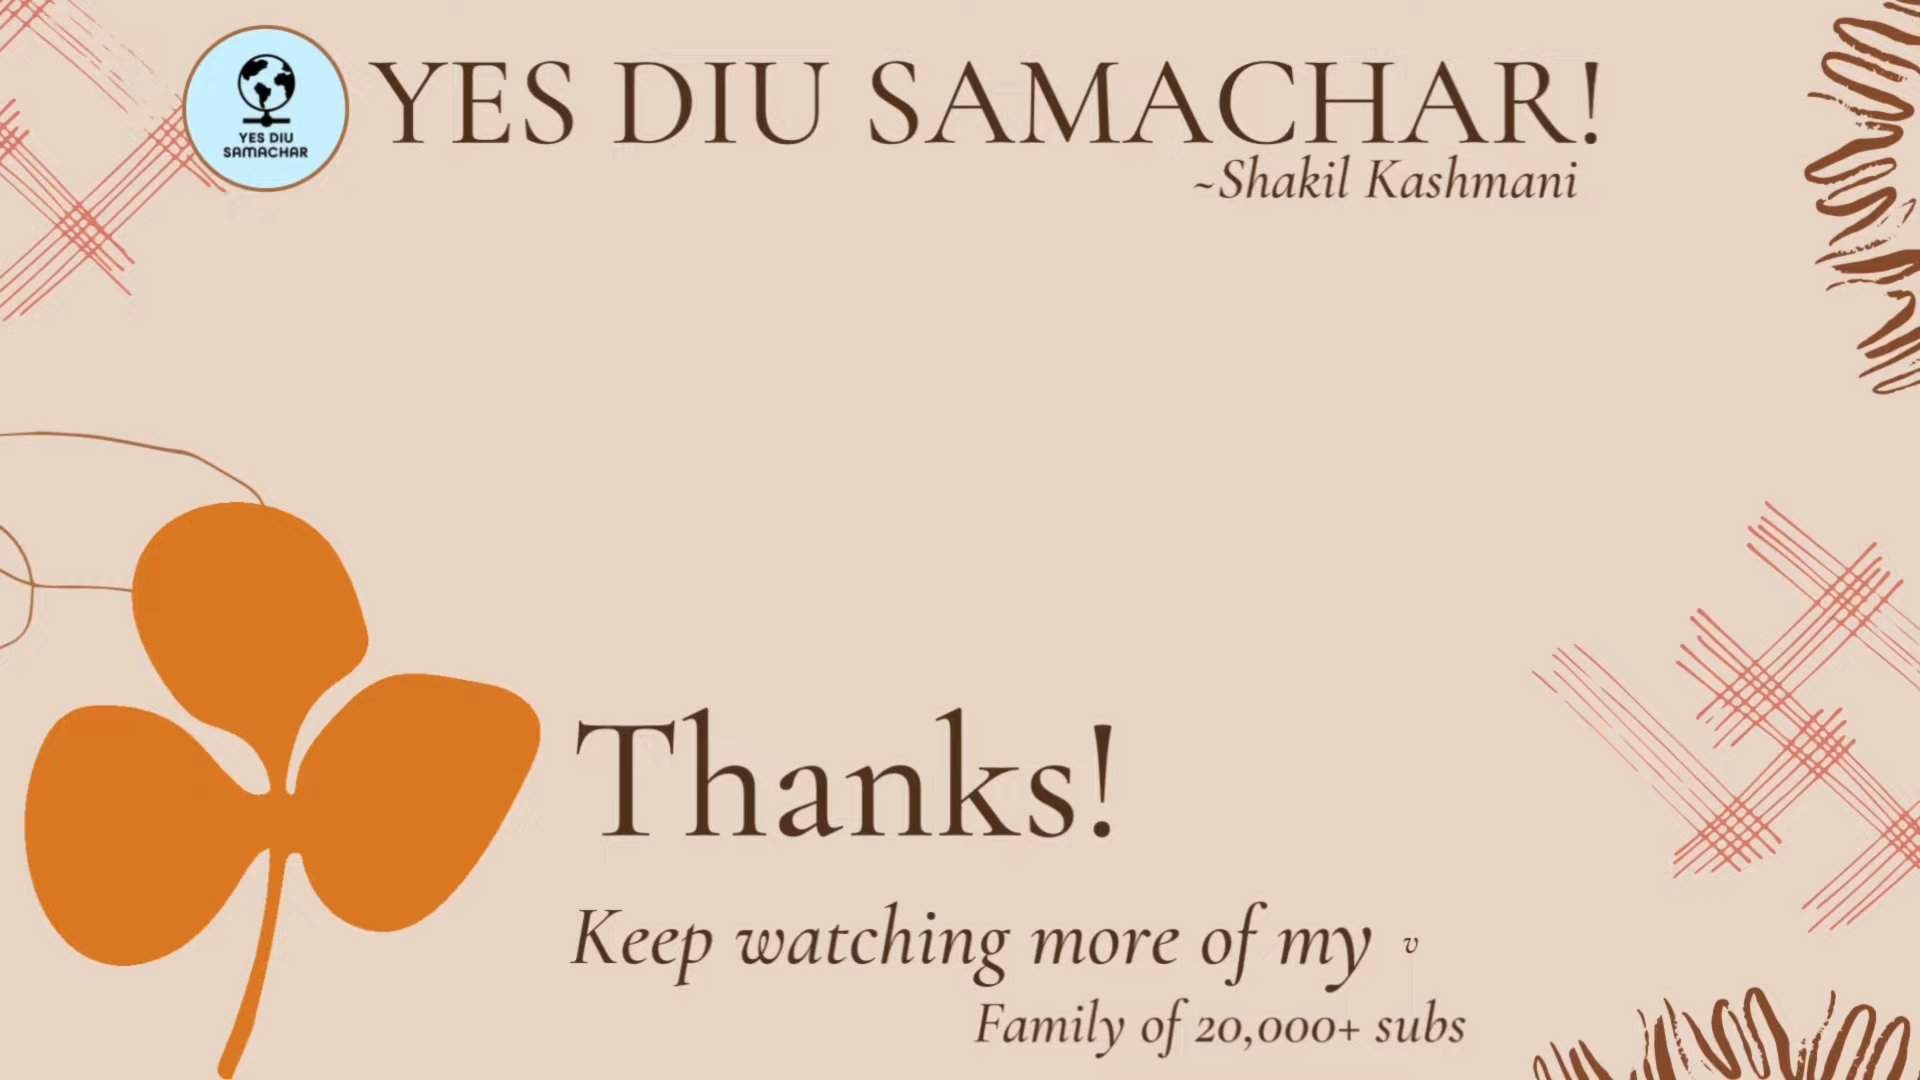 YES DIU
SAMACHAR
YES DIU SAMACHAR!
~Shakil Kashmani
Thanks!
Keep watching more of my v
Family of 20,000+ subs